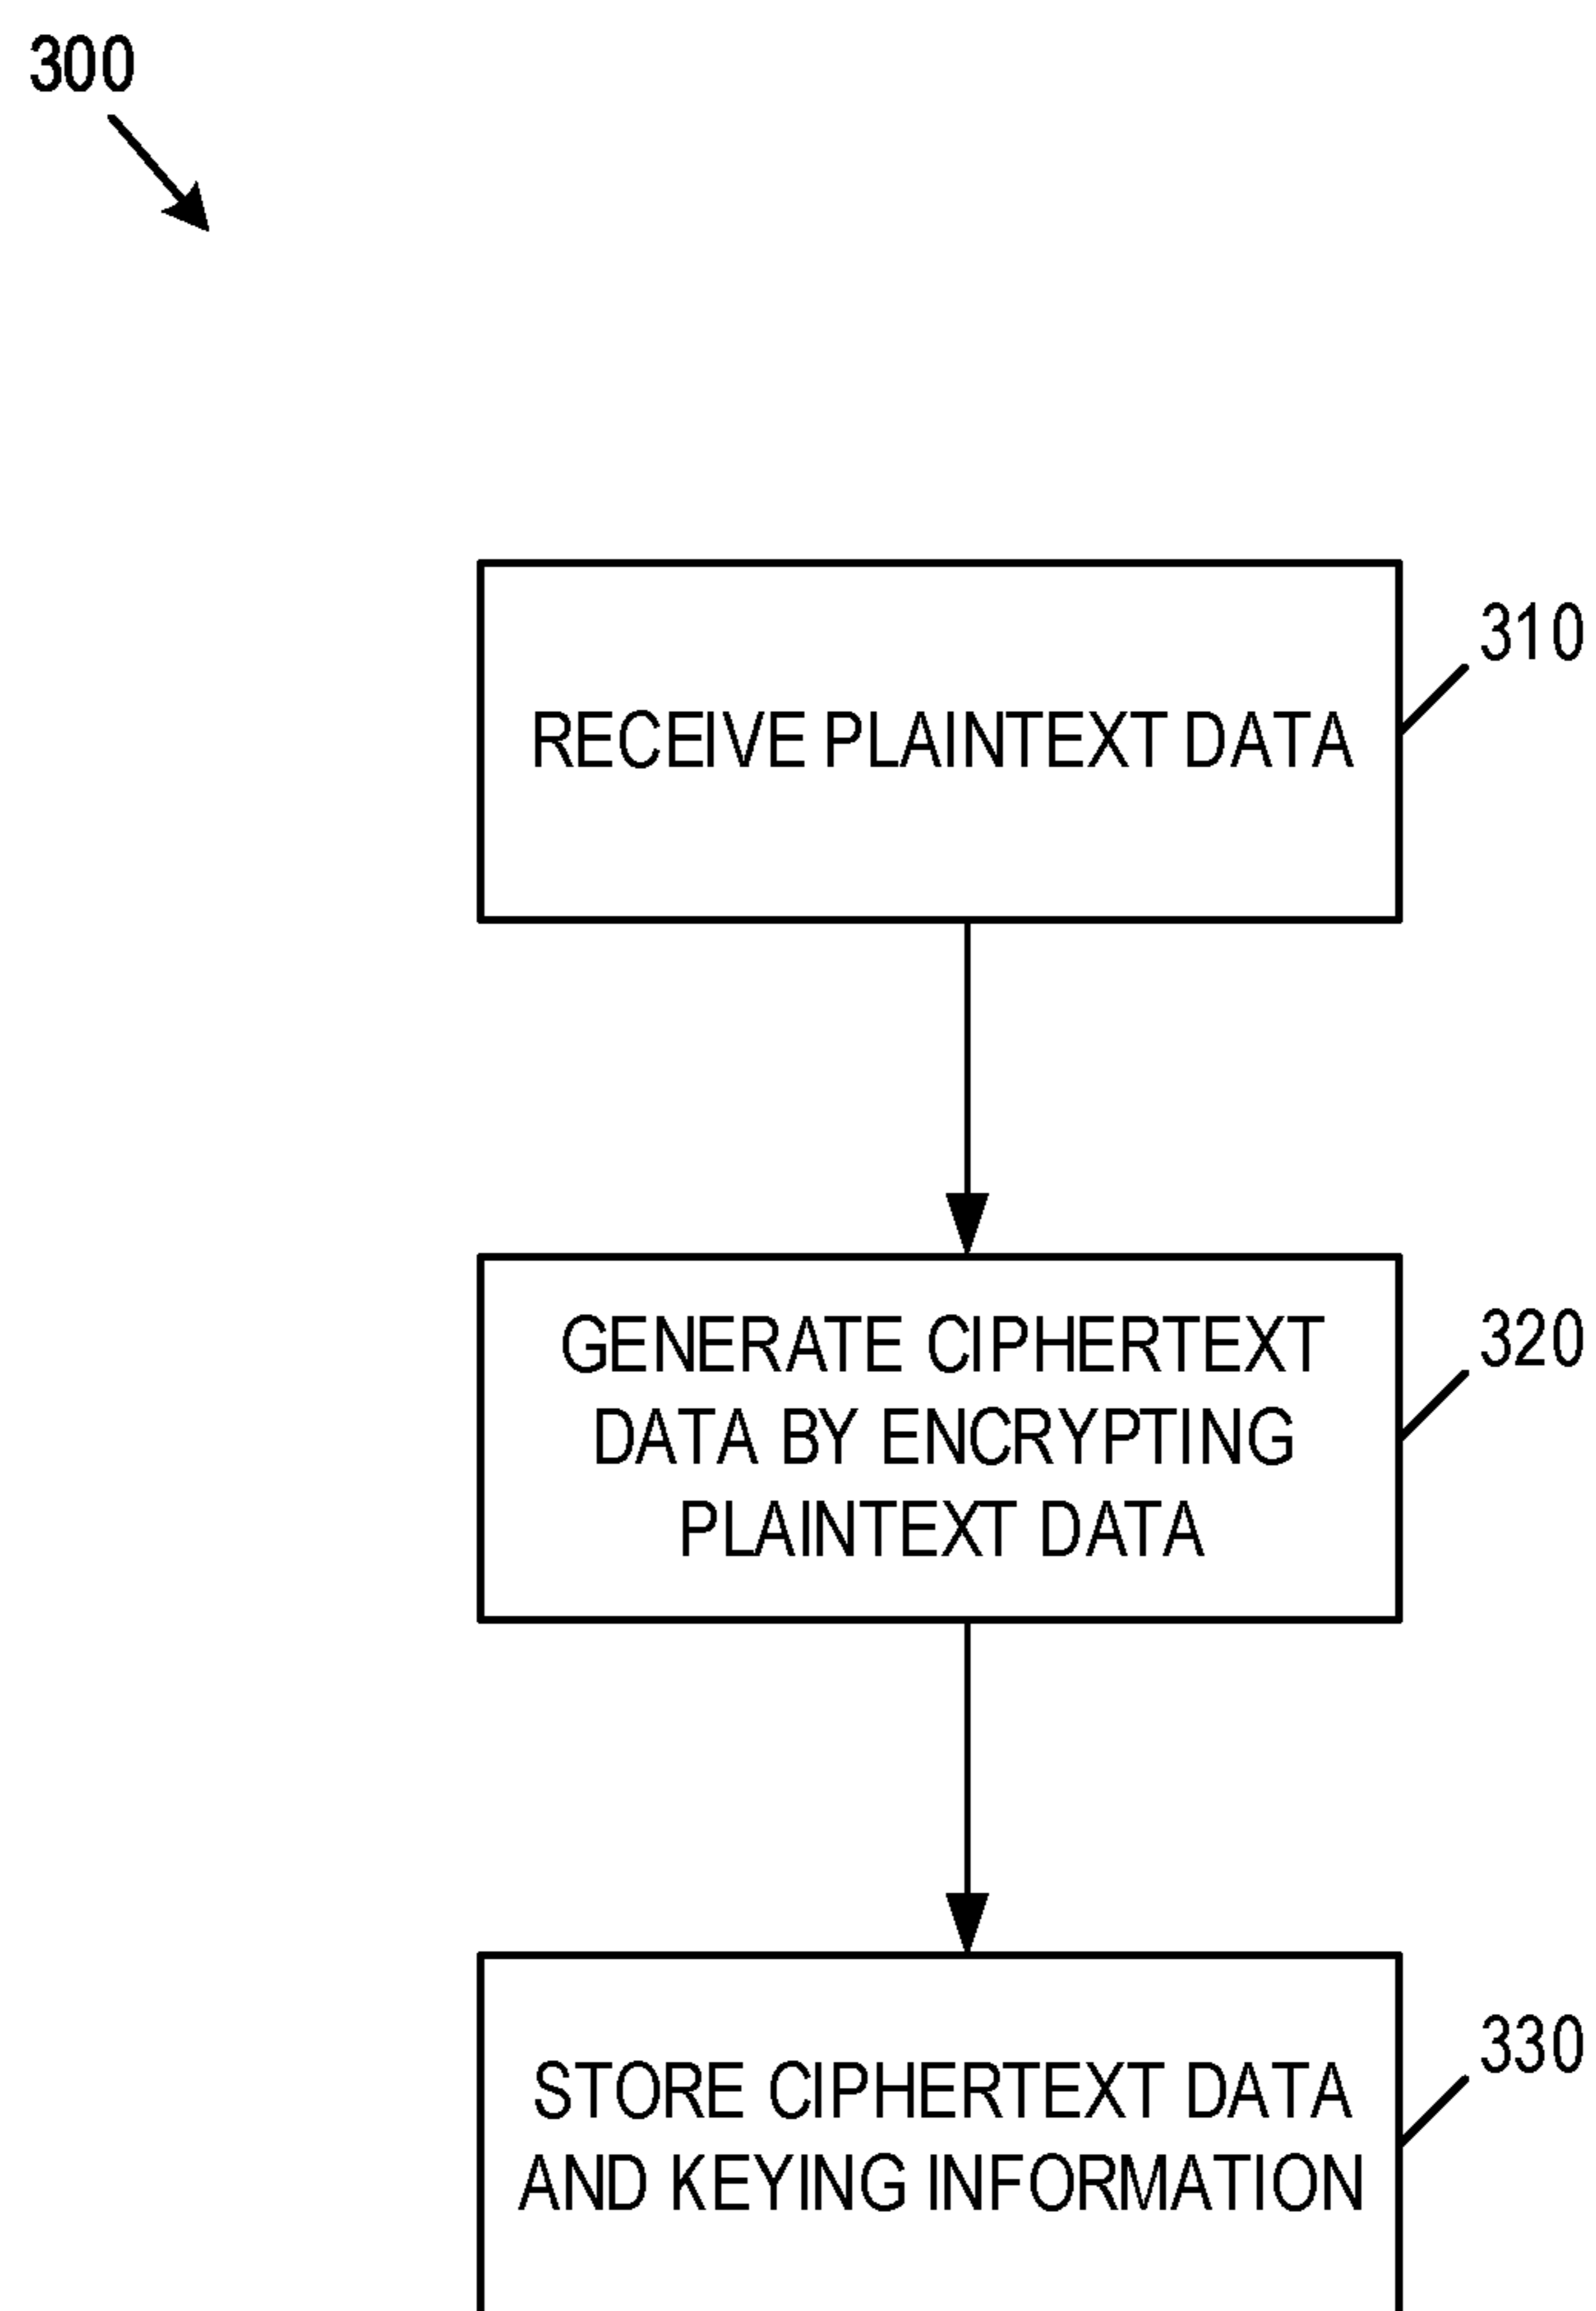 300
310
RECEIVE PLAINTEXT DATA
320
GENERATE CIPHERTEXT
DATA BY ENCRYPTING
PLAINTEXT DATA
330
STORE CIPHERTEXT DATA
AND KEYING INFORMATION